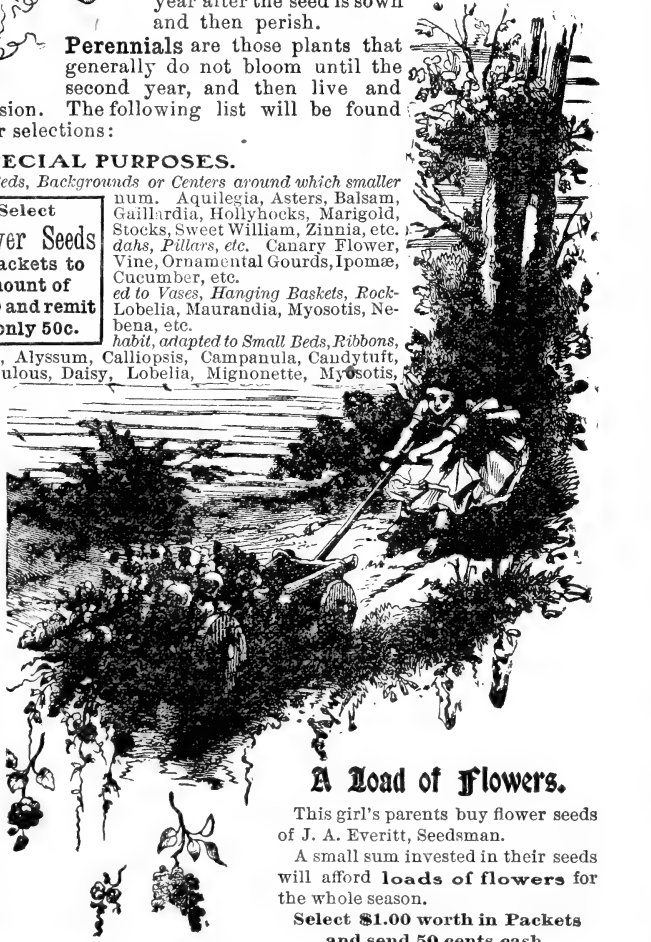 year after the seed is sown
and then perish.
Perennials are those plants that
generally do not bloom until the
second year, and then live and
sion. The following list will be found
r selections:
ECIAL PURPOSES.
eds, Backgrounds or Centers around which smaller
num. Aquilegia, Asters, Balsam,
Gaillardia, Hollyhocks, Marigold,
Stocks, Sweet William, Zinnia, etc.
dahs, Pillars, etc. Canary Flower,
Vine, Ornamental Gourds, Ipomæ,
Cucumber, etc.
ed to Vases, Hanging Baskets, Rock-
Lobelia, Maurandia, Myosotis, Ne-
bena, etc.
habit, adapted to Small Beds, Ribbons,
, Alyssum, Calliopsis, Campanula, Candytuft,
ulous, Daisy, Lobelia, Mignonette, Myosotis,
Select
er Seeds
ackets to
ount of
and remit
only 50c.
A Load of Flowers.
This girl's parents buy flower seeds
of J. A. Everitt, Seedsman.
A small sum invested in their seeds
will afford loads of flowers for
the whole season.
Select $1.00 worth in Packets
and send 50 cents cash